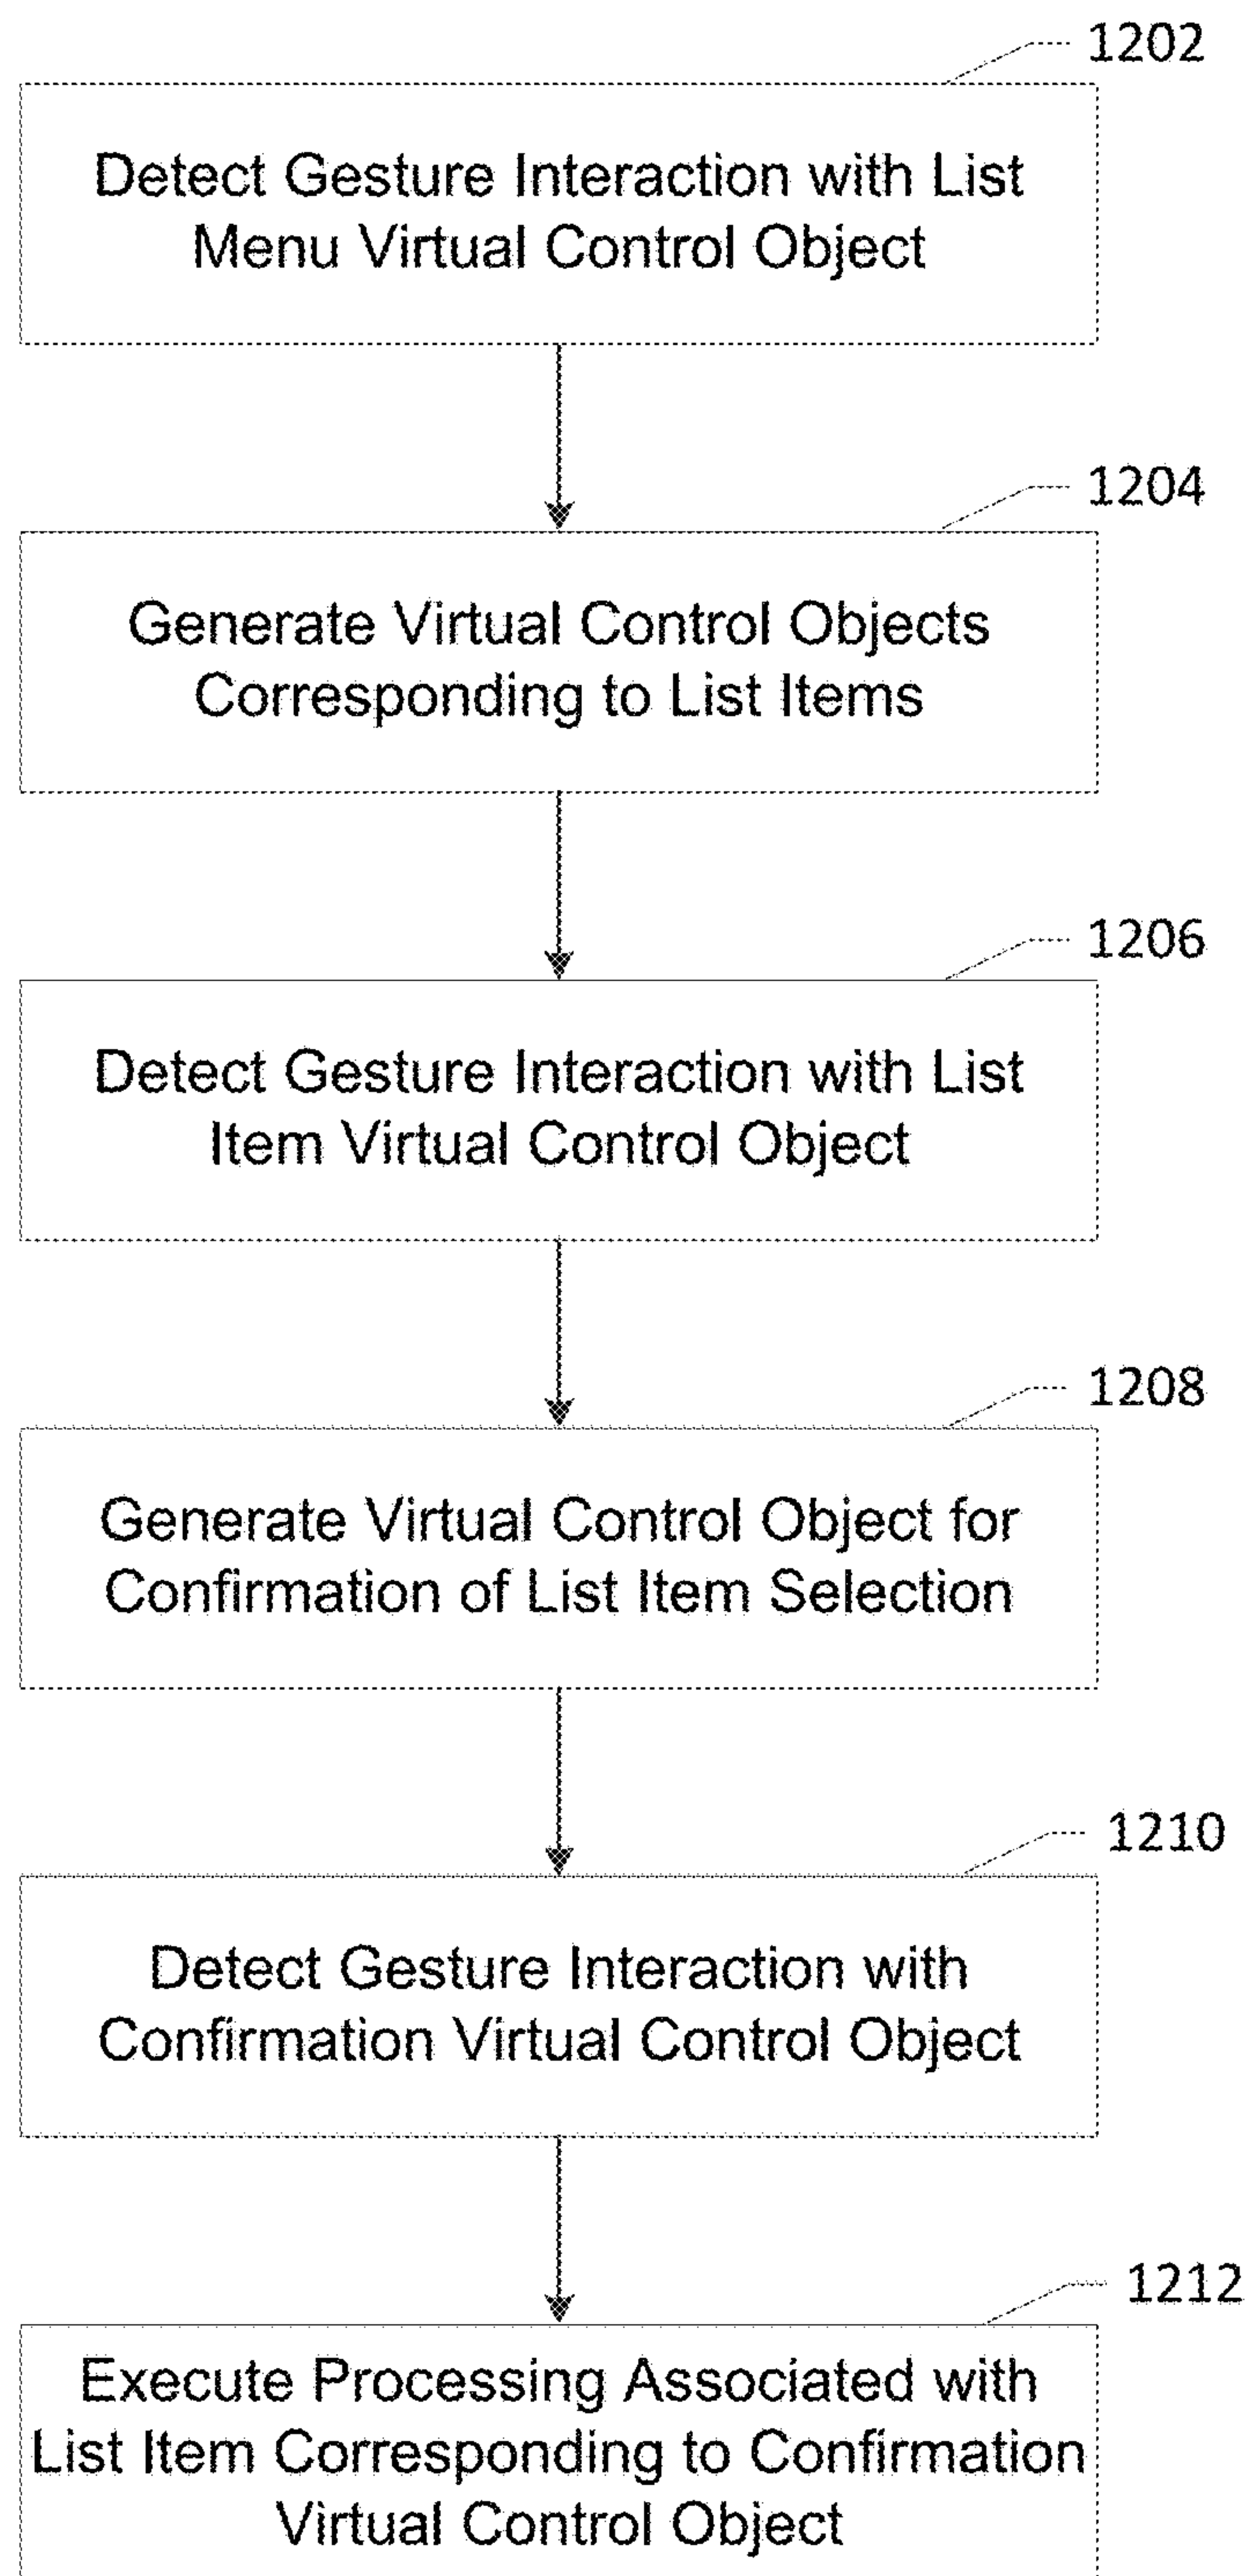 1202
Detect Gesture Interaction with List
Menu Virtual Control Object
1204
Generate Virtual Control Objects
Corresponding to List Items
1206
Detect Gesture Interaction with List
Item Virtual Control Object
1208
Generate Virtual Control Object for
Confirmation of List Item Selection
1210
Detect Gesture Interaction with
Confirmation Virtual Control Object
1212
Execute Processing Associated with
List Item Corresponding to Confirmation
Virtual Control Object